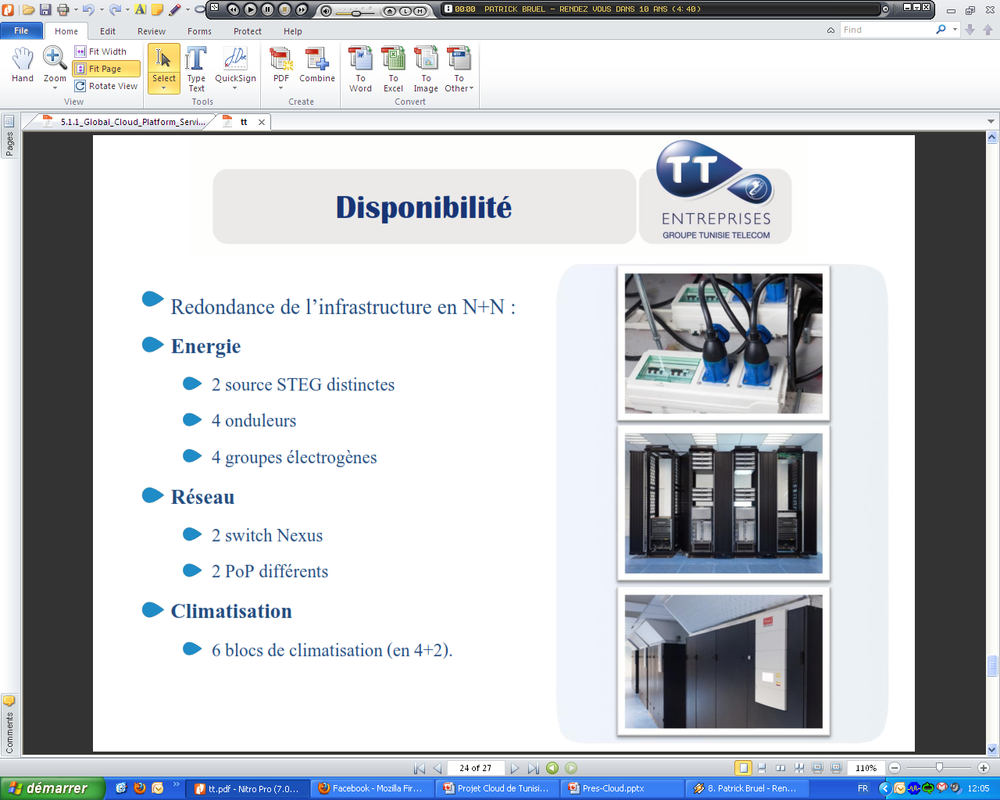 00:00 PATRICK BRUEL - RENDEZ VOUS DANS 10 ANS (4:40)
File
Home
Edit
Review
Forms
Protect
Help
Find
Hand
Zoom
Fit Width
Fit Page
Rotate View
View
Select
Type Text
QuickSign
Tools
PDF
Combine
Create
To Word
To Excel
To Image
To Other
Convert
5.1.1_Global_Cloud_Platform_Servi...
tt
Pages
Disponibilité
TT
ENTREPRISES
GROUPE TUNISIE TELECOM
Redondance de l’infrastructure en N+N :
Energie
2 source STEG distinctes
4 onduleurs
4 groupes électrogènes
Réseau
2 switch Nexus
2 PoP différents
Climatisation
6 blocs de climatisation (en 4+2).
Comments
24 of 27
110%
démarrer
tt.pdf - Nitro Pro (7.0...
Facebook - Mozilla Fir...
Projet Cloud de Tunisi...
Pres-Cloud.pptx
8. Patrick Bruel - Ren...
FR
12:05